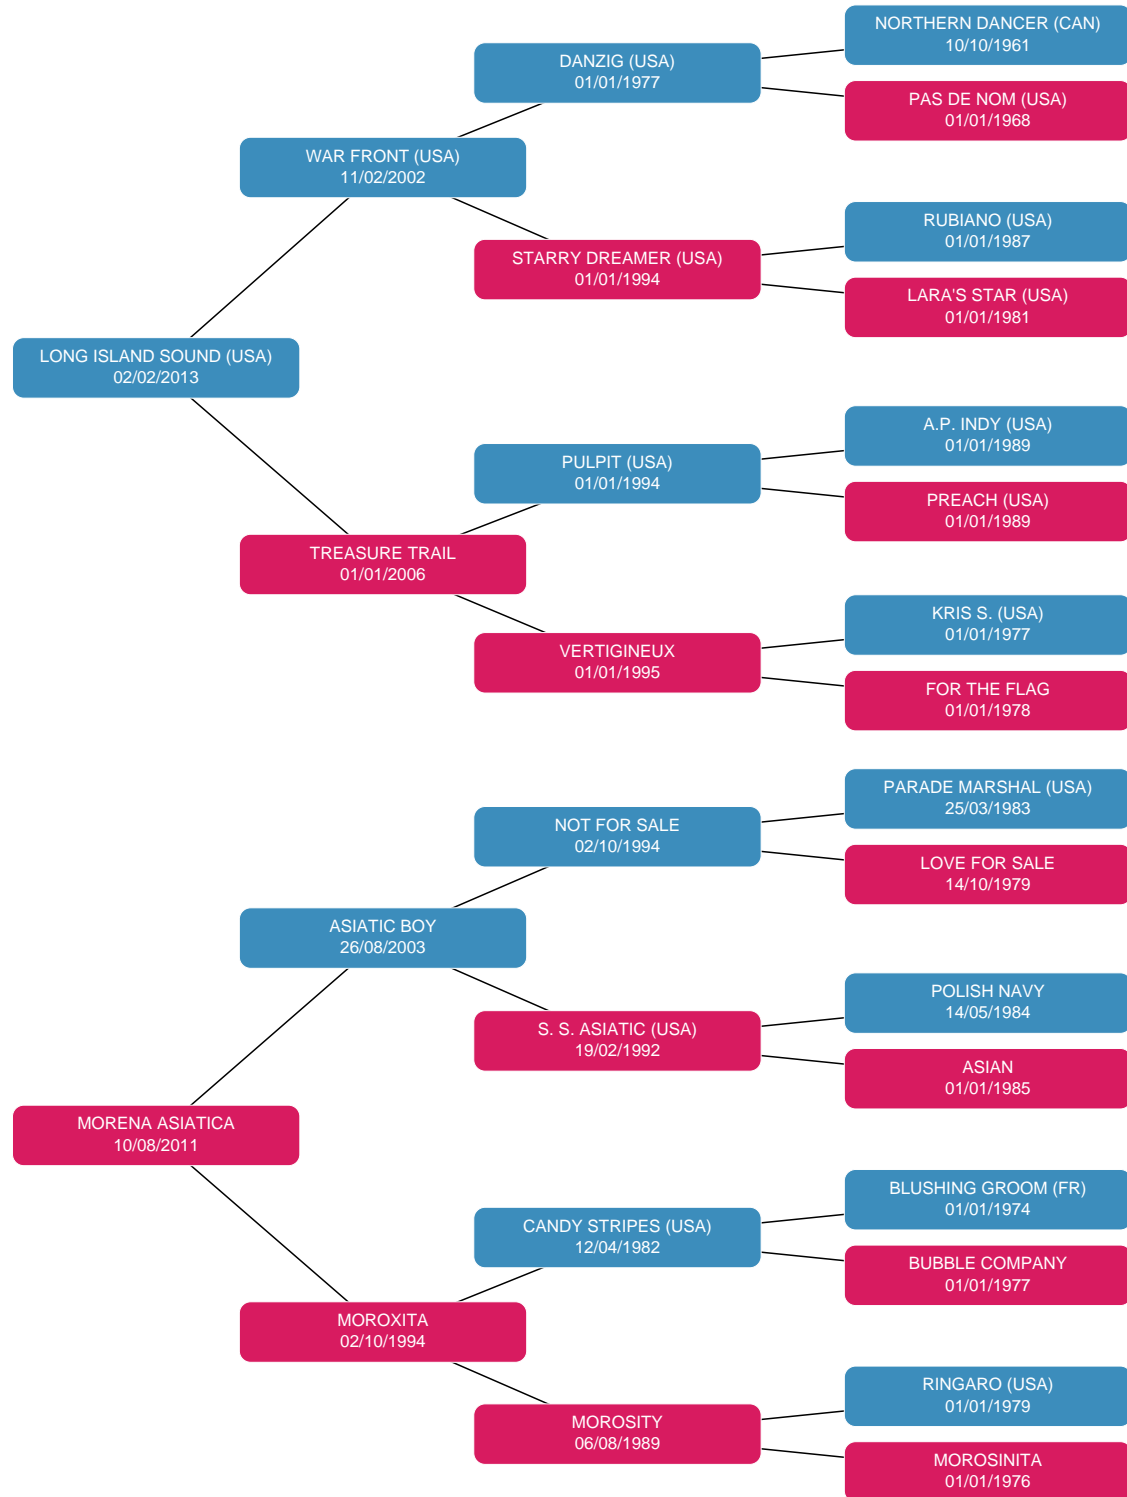 NORTHERN DANCER (CAN)
10/10/1961
DANZIG (USA)
01/01/1977
PAS DE NOM (USA)
01/01/1968
WAR FRONT (USA)
11/02/2002
RUBIANO (USA)
01/01/1987
STARRY DREAMER (USA)
01/01/1994
LARA'S STAR (USA)
01/01/1981
LONG ISLAND SOUND (USA)
02/02/2013
A.P. INDY (USA)
01/01/1989
PULPIT (USA)
01/01/1994
PREACH (USA)
01/01/1989
TREASURE TRAIL
01/01/2006
KRIS S. (USA)
01/01/1977
VERTIGINEUX
01/01/1995
FOR THE FLAG
01/01/1978
PARADE MARSHAL (USA)
25/03/1983
NOT FOR SALE
02/10/1994
LOVE FOR SALE
14/10/1979
ASIATIC BOY
26/08/2003
POLISH NAVY
14/05/1984
S. S. ASIATIC (USA)
19/02/1992
ASIAN
01/01/1985
MORENA ASIATICA
10/08/2011
BLUSHING GROOM (FR)
01/01/1974
CANDY STRIPES (USA)
12/04/1982
BUBBLE COMPANY
01/01/1977
MOROXITA
02/10/1994
RINGARO (USA)
01/01/1979
MOROSITY
06/08/1989
MOROSINITA
01/01/1976